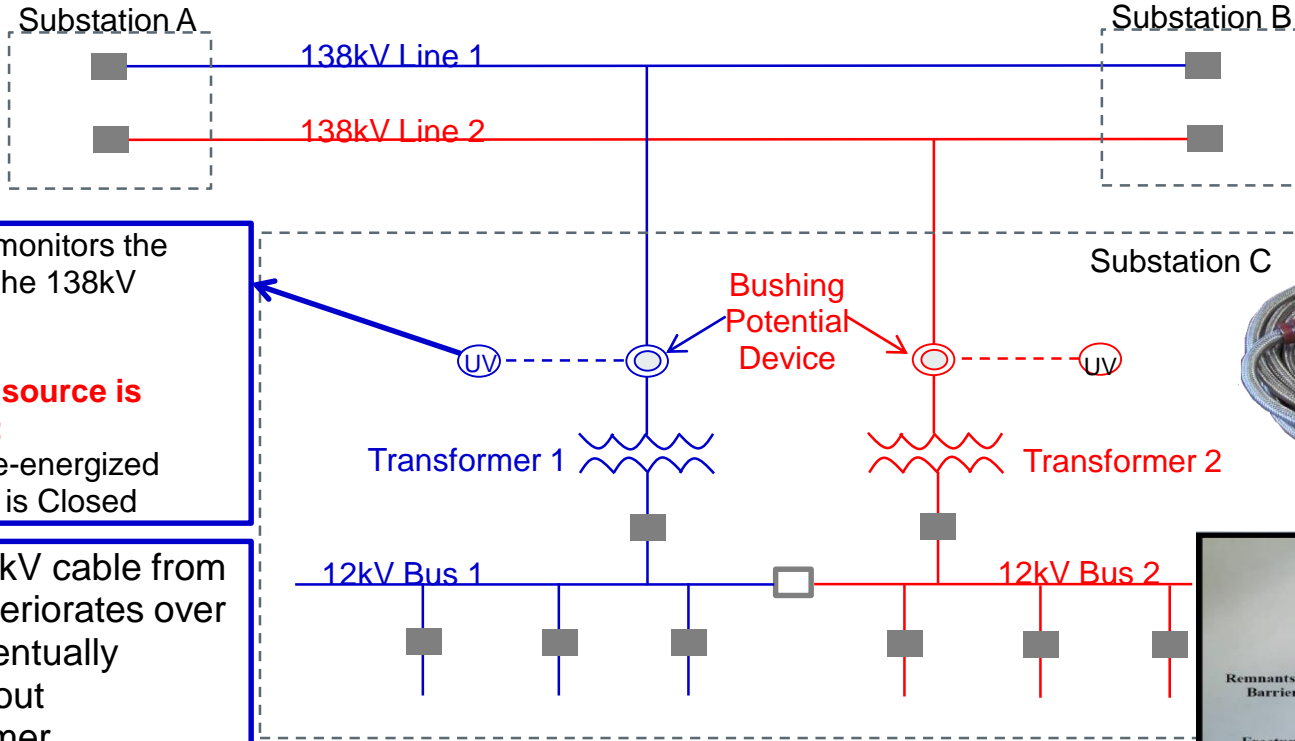 Substation A
Substation B
138kV Line 1
138kV Line 2
monitors the
the 138kV
source is
e-energized
is Closed
Substation C
Bushing
Potential
Device
UV
UV
Transformer 1
Transformer 2
kV cable from
eriorates over
entually
out
mer
12kV Bus 1
12kV Bus 2
Remnants
Barrier